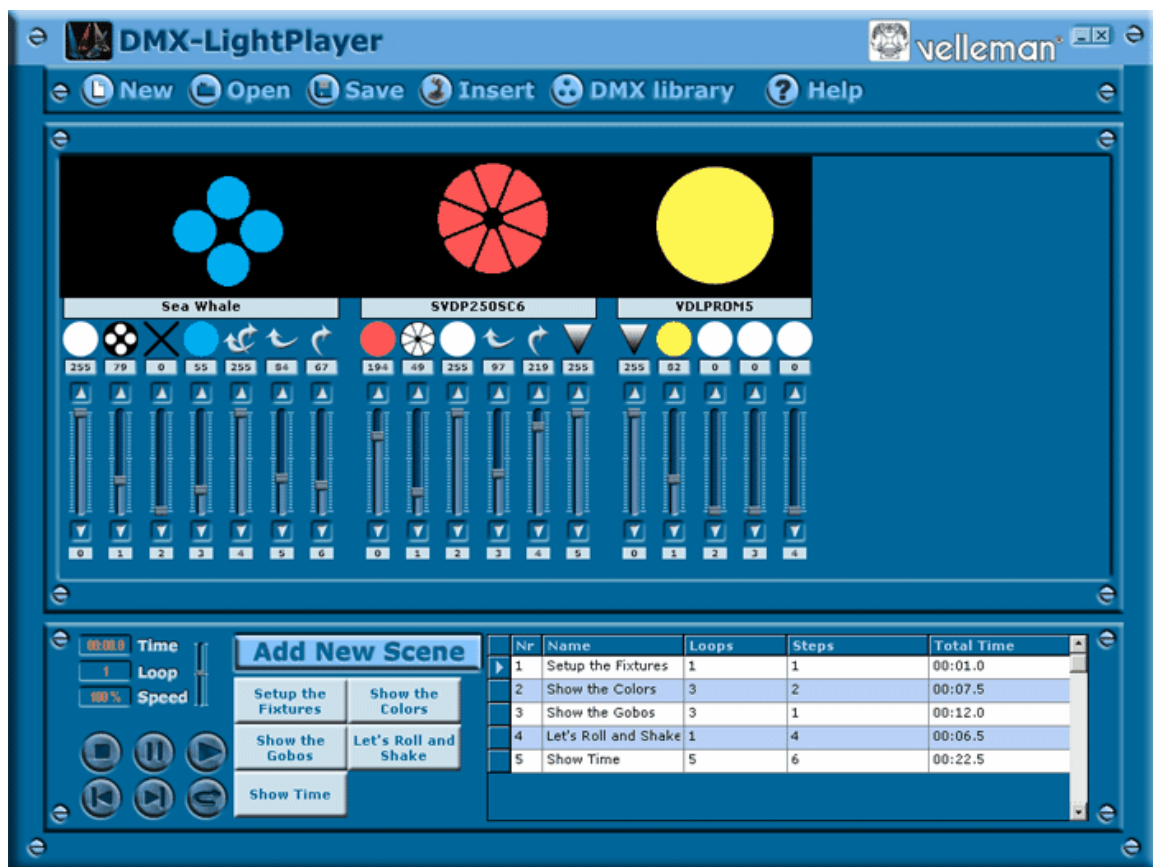 DMX-LightPlayer
velleman®
New Open Save Insert DMX library ? Help
Sea Whale SVDP250SC6 VDLPROM5
255 79 0 55 255 84 67 194 49 255 97 219 255 255 82 0 0 0
0 1 2 3 4 5 6 0 1 2 3 4 5 0 1 2 3 4
00:00.0 Time
1 Loop
100 % Speed
Add New Scene
Setup the
Fixtures
Show the
Colors
Show the
Gobos
Let's Roll and
Shake
Show Time
Nr Name Loops Steps Total Time
1 Setup the Fixtures 1 1 00:01.0
2 Show the Colors 3 2 00:07.5
3 Show the Gobos 3 1 00:12.0
4 Let's Roll and Shake 1 4 00:06.5
5 Show Time 5 6 00:22.5